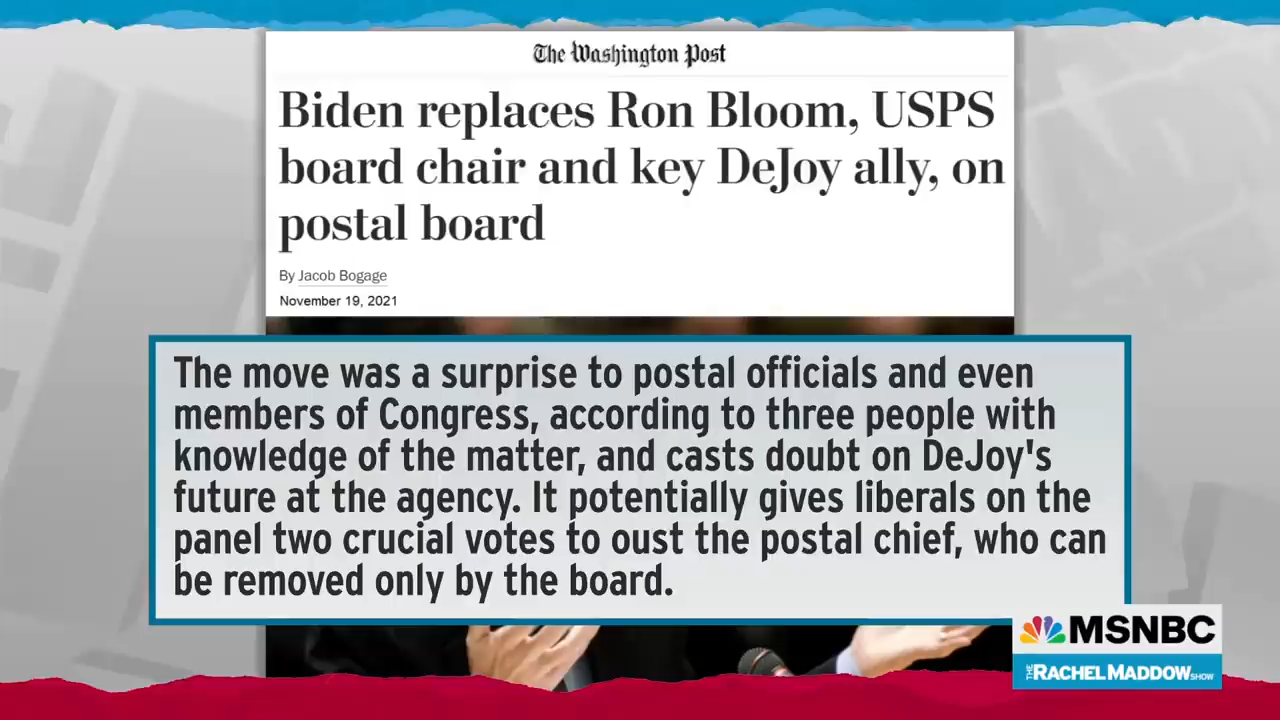 The Washington Post
Biden replaces Ron Bloom, USPS
board chair and key DeJoy ally, on
postal board
By Jacob Bogage
November 19, 2021
The move was a surprise to postal officials and even
members of Congress, according to three people with
knowledge of the matter, and casts doubt on DeJoy's
future at the agency. It potentially gives liberals on the
panel two crucial votes to oust the postal chief, who can
be removed only by the board.
MSNBC
THE RACHEL MADDOW SHOW